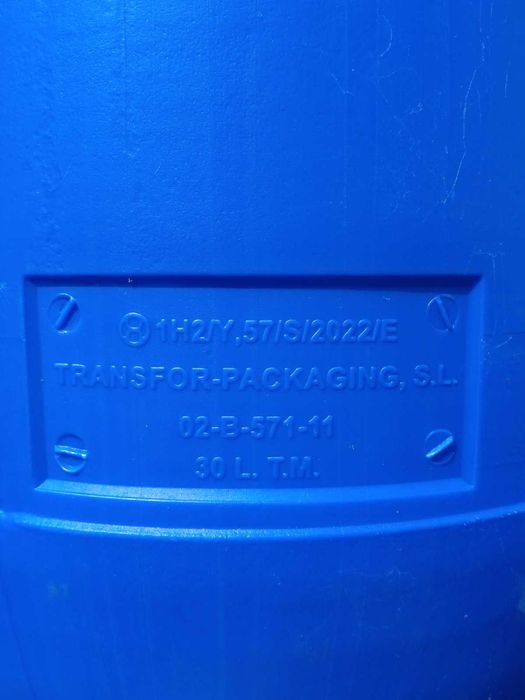 1H2/Y,57/S/2022/E
TRANSFOR-PACKAGING, S.L.
02-B-571-11
30 L. T.M.